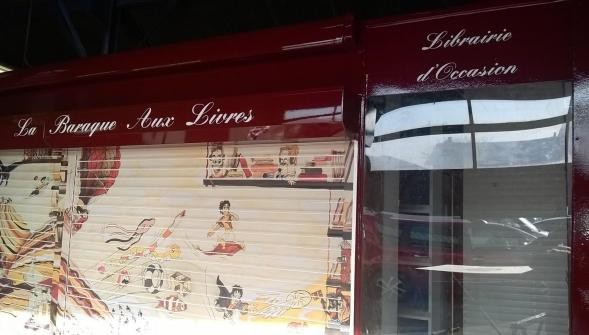 La Baraque Aux Livres
Librairie
d'Occasion